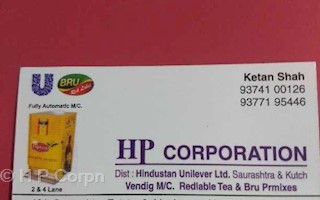 BRU
Ketan Shah
93741 00126
93771 95446
Fully Automatic M/C.
HP CORPORATION
Dist : Hindustan Unilever Ltd. Saurashtra & Kutch
Vendig M/C. Redlable Tea & Bru Prmixes
2 & 4 Lane
© H P Corpn